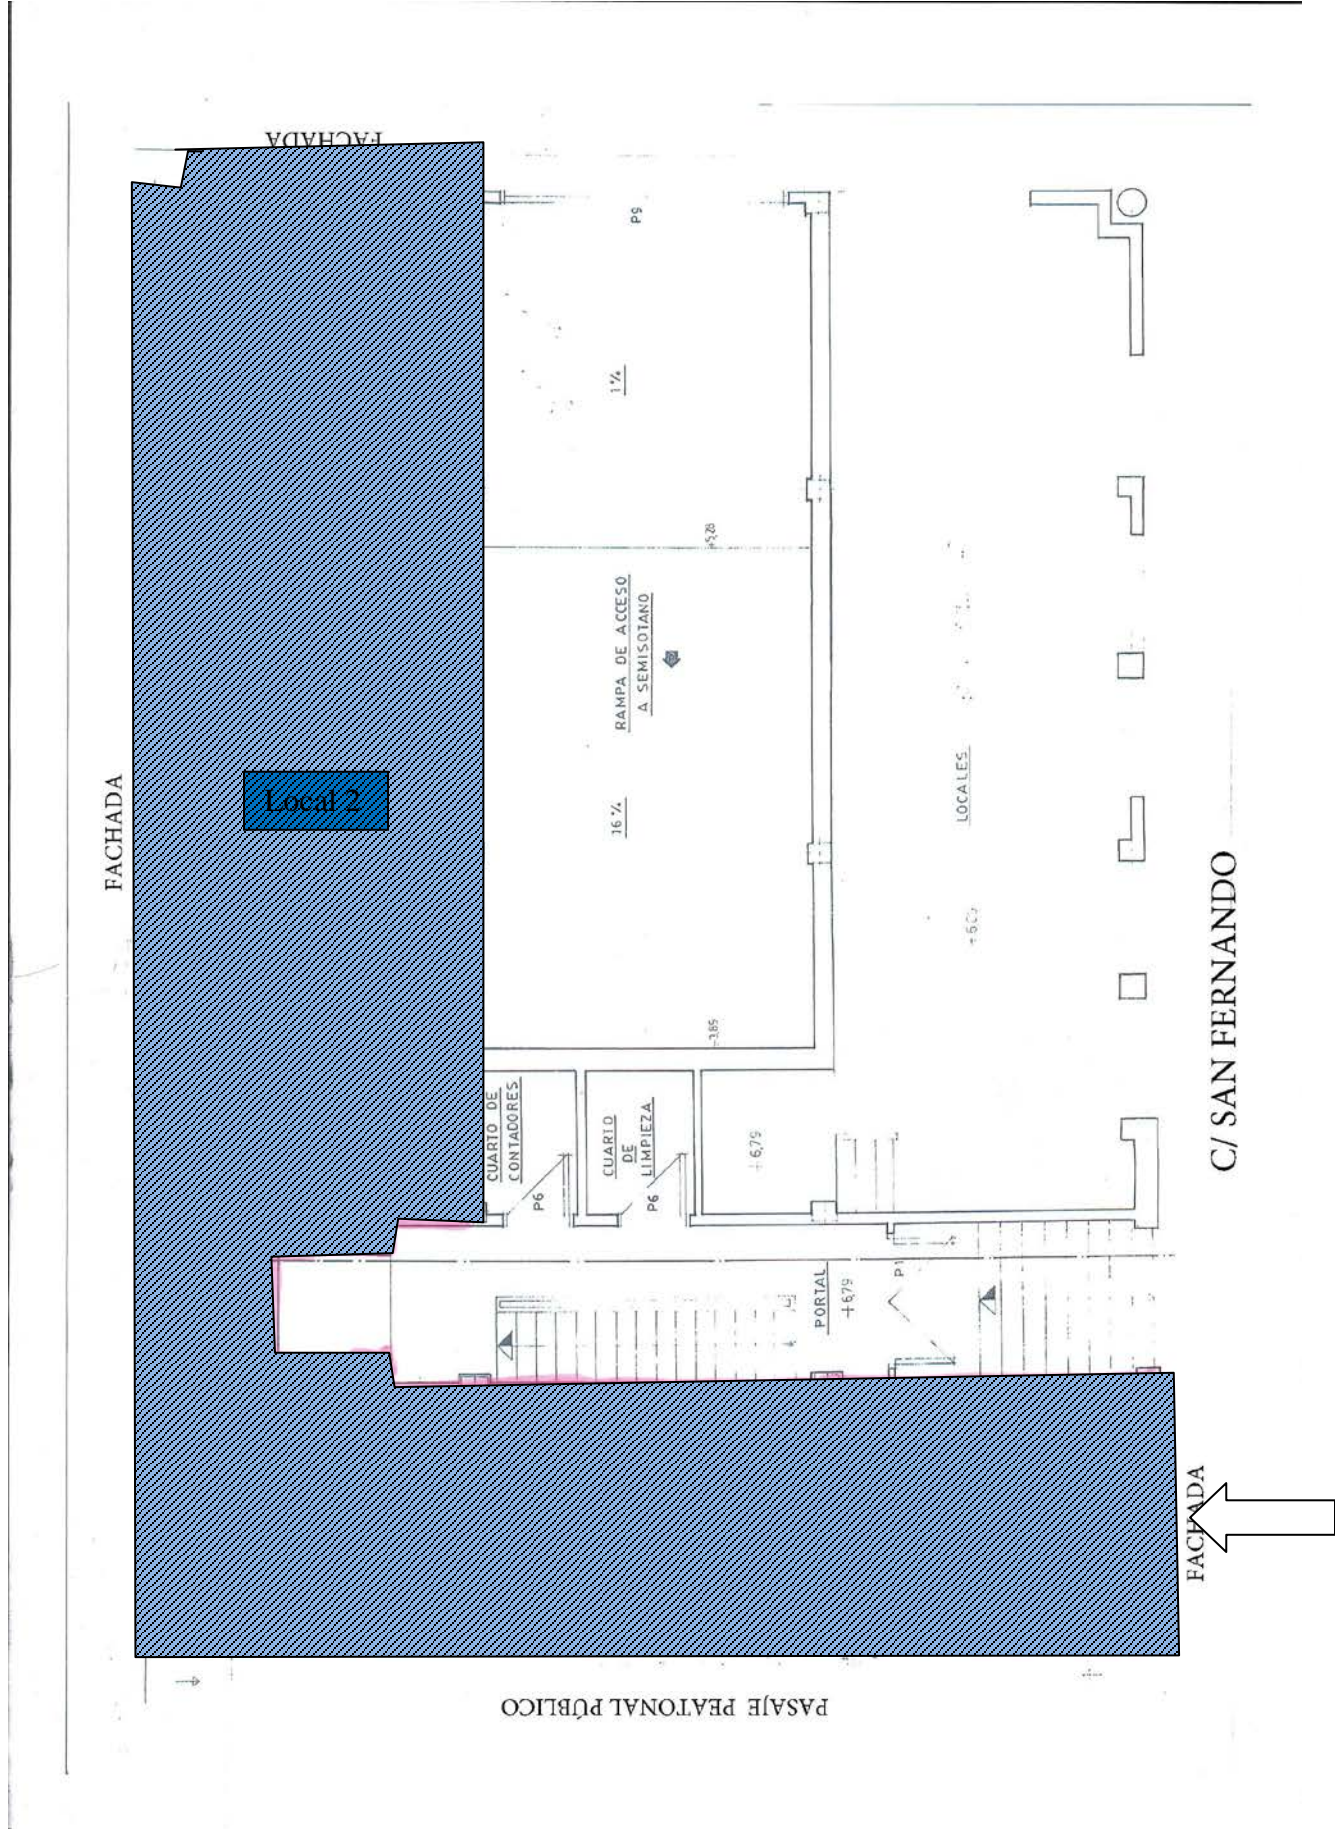 FACHADA
P9
1%
+5,28
RAMPA DE ACCESO
A SEMISOTANO
FACHADA
Local 2
16 %
LOCALES
+3,85
C/ SAN FERNANDO
CUARTO DE
CONTADORES
CUARTO
DE
LIMPIEZA
+6,79
P6
P6
PORTAL
+6,79
P1
FACHADA
PASAJE PEATONAL PÚBLICO